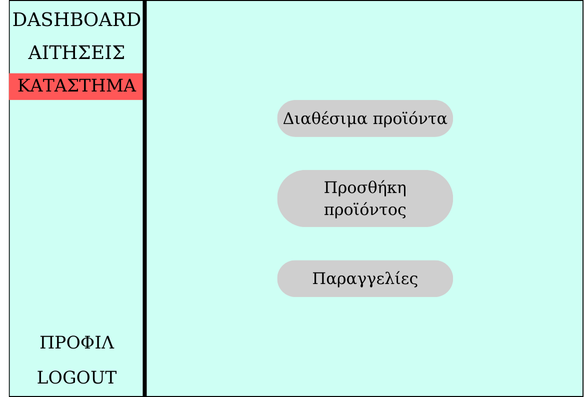 DASHBOARD
ΑΙΤΗΣΕΙΣ
ΚΑΤΑΣΤΗΜΑ
Διαθέσιμα προϊόντα
Προσθήκη
προϊόντος
Παραγγελίες
ΠΡΟΦΙΛ
LOGOUT